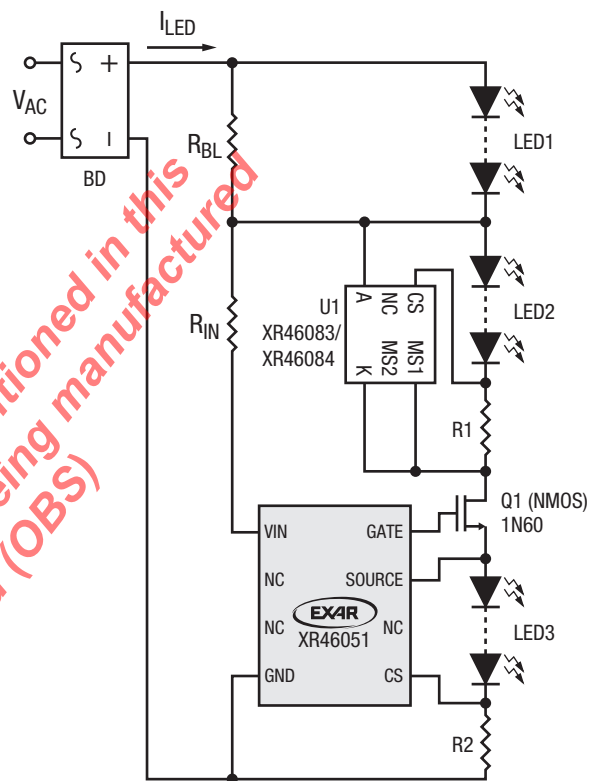 I_LED
V_AC
BD
R_BL
LED1
A
NC
CS
U1
XR46083/
XR46084
K
MS2
MS1
LED2
R_IN
R1
Q1 (NMOS)
1N60
VIN
GATE
NC
SOURCE
EXAR
NC
NC
XR46051
GND
CS
LED3
R2
tioned in this
eing manufactured
(OBS)